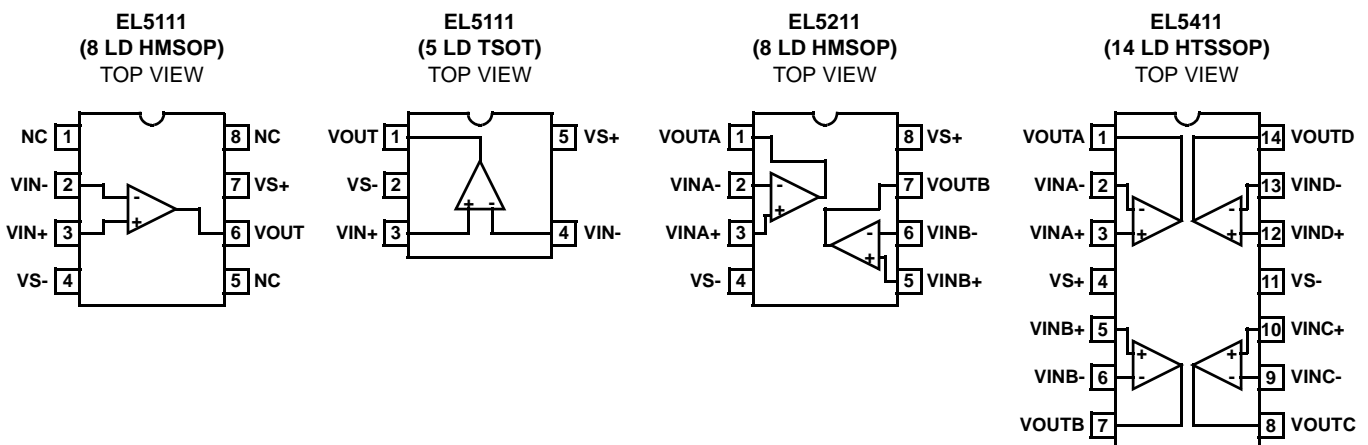 EL5111
(8 LD HMSOP)
TOP VIEW
NC 1
8 NC
VIN- 2
7 VS+
VIN+ 3
6 VOUT
VS- 4
5 NC
-
+
EL5111
(5 LD TSOT)
TOP VIEW
VOUT 1
5 VS+
VS- 2
VIN+ 3
4 VIN-
+ -
EL5211
(8 LD HMSOP)
TOP VIEW
VOUTA 1
8 VS+
VINA- 2
7 VOUTB
VINA+ 3
6 VINB-
VS- 4
5 VINB+
-
+
-
+
EL5411
(14 LD HTSSOP)
TOP VIEW
VOUTA 1
14 VOUTD
VINA- 2
13 VIND-
VINA+ 3
12 VIND+
VS+ 4
11 VS-
VINB+ 5
10 VINC+
VINB- 6
9 VINC-
VOUTB 7
8 VOUTC
- -
+ +
+ +
- -